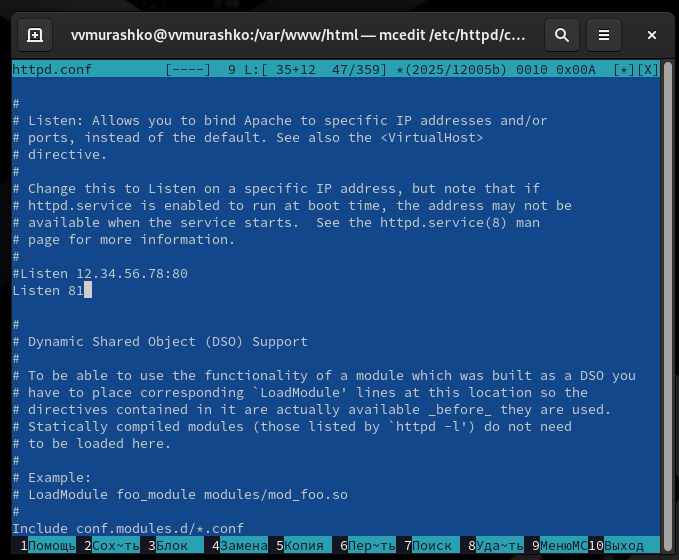 vvmurashko@vvmurashko:/var/www/html — mcedit /etc/httpd/c...
httpd.conf [----] 9 L:[ 35+12 47/359] *(2025/12005b) 0010 0x00A [*][X]
#
# Listen: Allows you to bind Apache to specific IP addresses and/or
# ports, instead of the default. See also the <VirtualHost>
# directive.
#
# Change this to Listen on a specific IP address, but note that if
# httpd.service is enabled to run at boot time, the address may not be
# available when the service starts.  See the httpd.service(8) man
# page for more information.
#
#Listen 12.34.56.78:80
Listen 81
#
# Dynamic Shared Object (DSO) Support
#
# To be able to use the functionality of a module which was built as a DSO you
# have to place corresponding `LoadModule' lines at this location so the
# directives contained in it are actually available _before_ they are used.
# Statically compiled modules (those listed by `httpd -l') do not need
# to be loaded here.
#
# Example:
# LoadModule foo_module modules/mod_foo.so
#
Include conf.modules.d/*.conf
1Помощь 2Сох~ть 3Блок 4Замена 5Копия 6Пер~ть 7Поиск 8Уда~ть 9МенюMC 10Выход